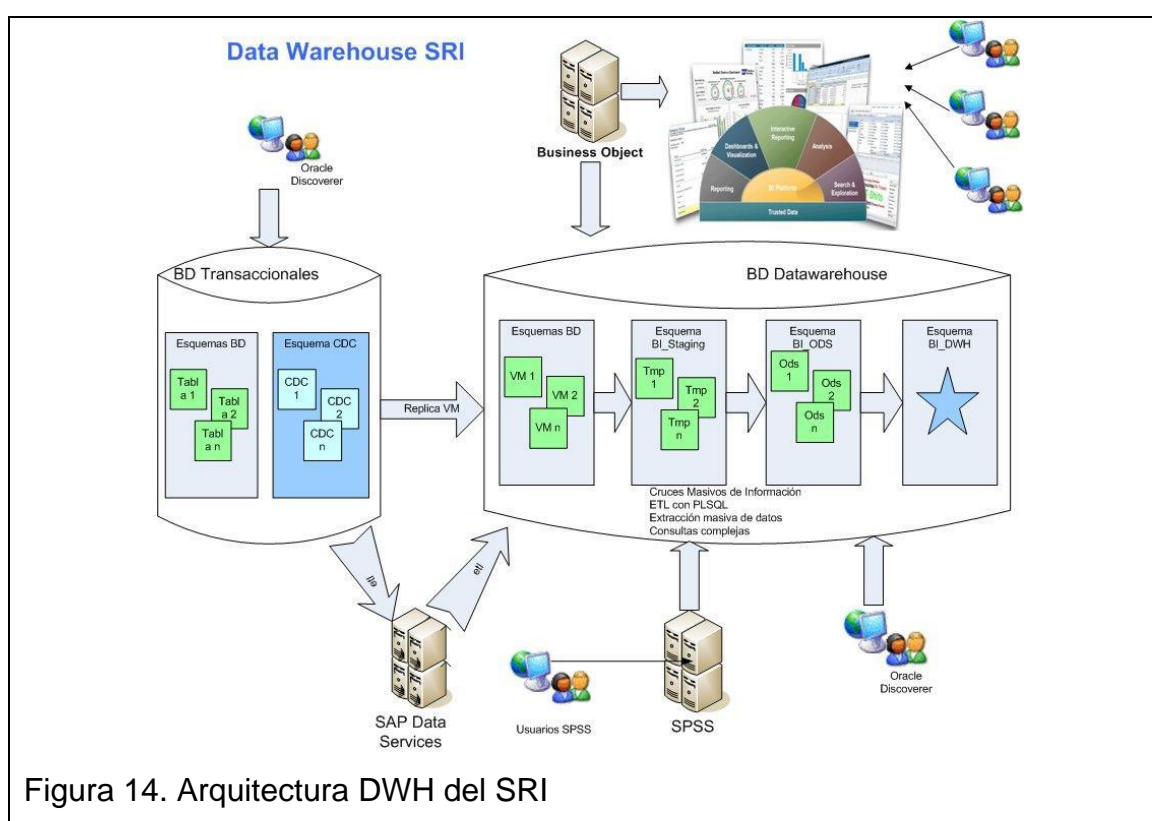 Data Warehouse SRI
Oracle
Discoverer
Business Object
Reporting
Dashboards &
Visualization
Interactive
Reporting
Analysis
Search &
Exploration
BI Platform
Trusted Data
BD Transaccionales
Esquemas BD
Tabl
a 1
Tabl
a 2
Tabl
a n
Esquema CDC
CDC
1
CDC
2
CDC
n
Replica VM
BD Datawarehouse
Esquemas BD
VM 1
VM 2
VM n
Esquema
BI_Staging
Tmp
1
Tmp
2
Tmp
n
Esquema
BI_ODS
Ods
1
Ods
2
Ods
n
Esquema
BI_DWH
Cruces Masivos de Información
ETL con PLSQL
Extracción masiva de datos
Consultas complejas
etl
etl
SAP Data
Services
Usuarios SPSS
SPSS
Oracle
Discoverer
Figura 14. Arquitectura DWH del SRI